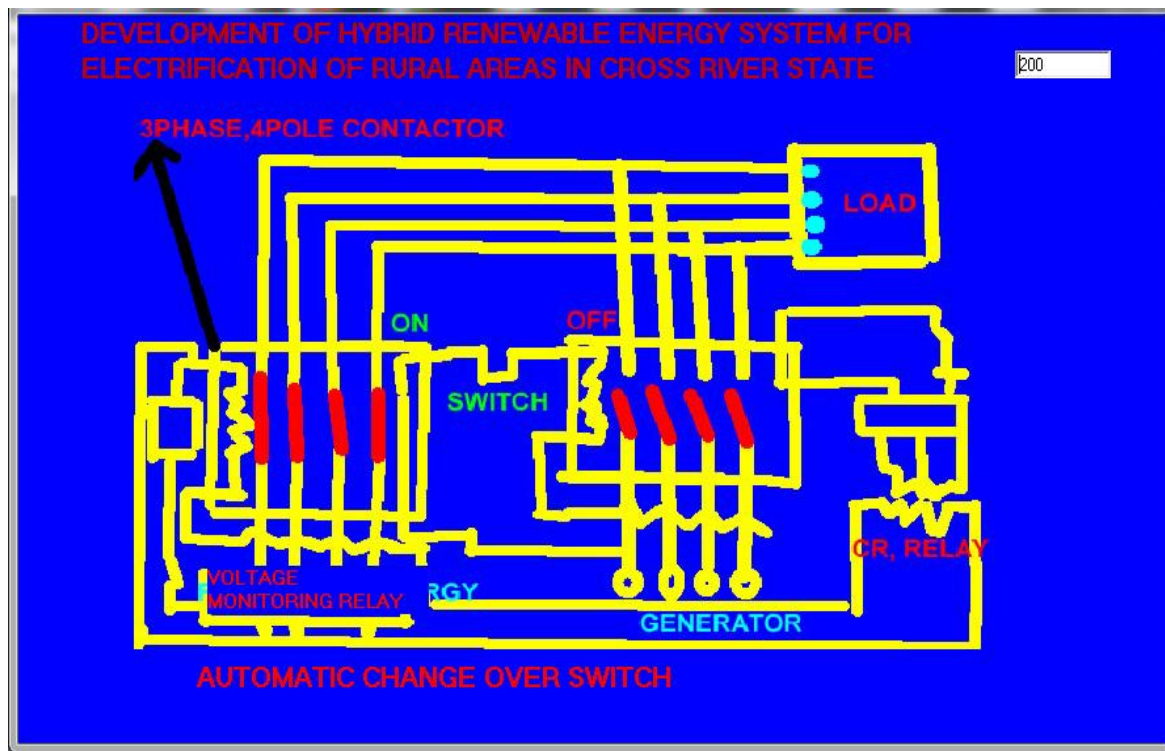 DEVELOPMENT OF HYBRID RENEWABLE ENERGY SYSTEM FOR
ELECTRIFICATION OF RURAL AREAS IN CROSS RIVER STATE
200
3PHASE,4POLE CONTACTOR
LOAD
ON
OFF
SWITCH
CR, RELAY
VOLTAGE
MONITORING RELAY
GENERATOR
AUTOMATIC CHANGE OVER SWITCH